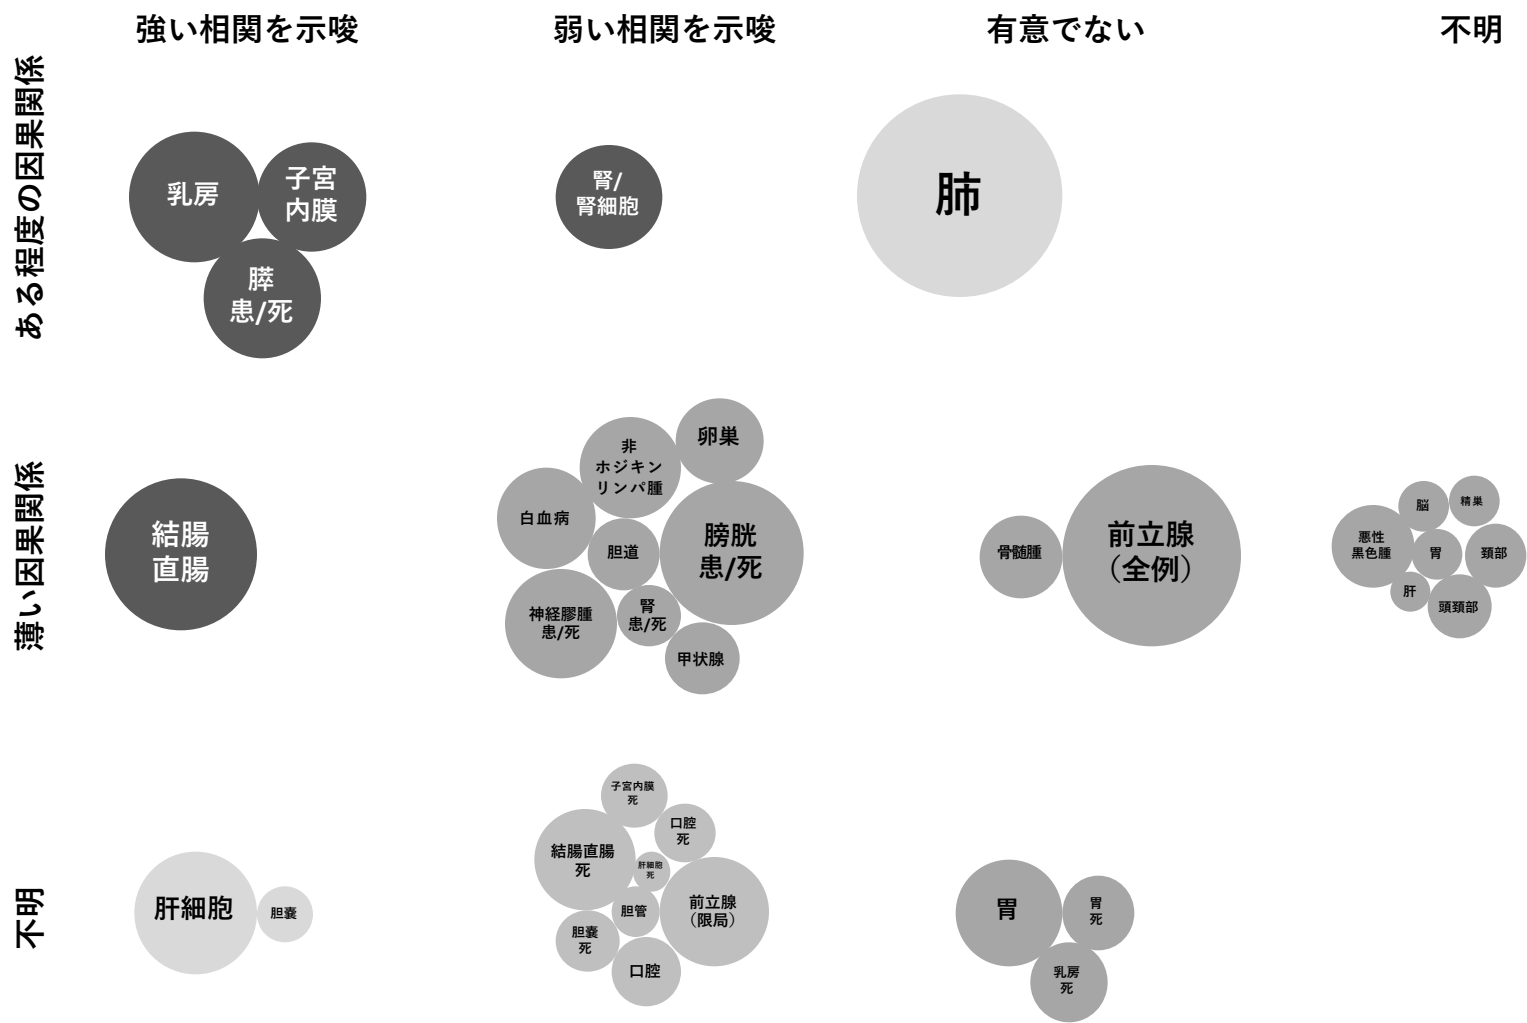 強い相関を示唆
弱い相関を示唆
有意でない
不明
ある程度の因果関係
乳房
子宮
内膜
膵
患/死
腎/
腎細胞
肺
薄い因果関係
結腸
直腸
非
ホジキン
リンパ腫
卵巣
白血病
胆道
膀胱
患/死
神経膠腫
患/死
腎
患/死
甲状腺
骨髄腫
前立腺
（全例）
脳
精巣
悪性
黒色腫
胃
頚部
肝
頭頚部
不明
肝細胞
胆嚢
子宮内膜
死
口腔
死
結腸直腸
死
肝細胞
死
胆管
前立腺
（限局）
胆嚢
死
口腔
胃
胃
死
乳房
死